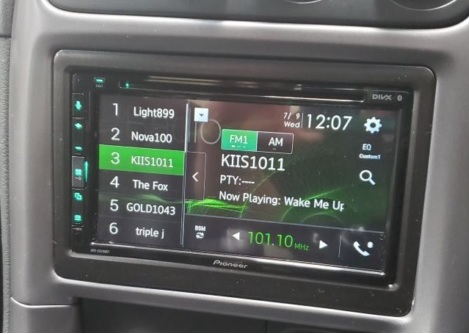 DIVX
1 Light899
2 Nova100
3 KIIS1011
4 The Fox
5 GOLD1043
6 triple j
7/ 9
Wed
12:07
FM1
AM
KIIS1011
PTY:----
Now Playing: Wake Me Up
EQ
Custom1
BSM
101.10 MHz
Pioneer